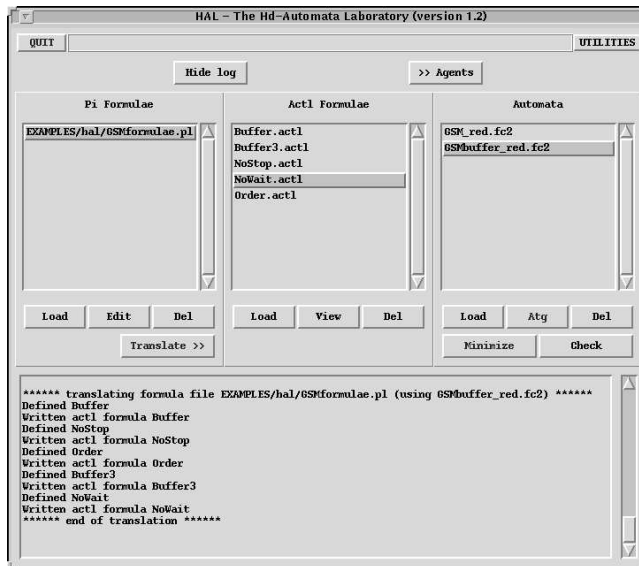 HAL - The Hd-Automata Laboratory (version 1.2)
QUIT UTILITIES
Hide log >> Agents
Pi Formulae Actl Formulae Automata
EXAMPLES/hal/GSMformulae.pl
Buffer.actl
Buffer3.actl
NoStop.actl
NoWait.actl
Order.actl
GSM_red.fc2
GSMbuffer_red.fc2
Load Edit Del Load View Del Load Atg Del
Translate >> Minimize Check
****** translating formula file EXAMPLES/hal/GSMformulae.pl (using GSMbuffer_red.fc2) ******
Defined Buffer
Written actl formula Buffer
Defined NoStop
Written actl formula NoStop
Defined Order
Written actl formula Order
Defined Buffer3
Written actl formula Buffer3
Defined NoWait
Written actl formula NoWait
****** end of translation ******